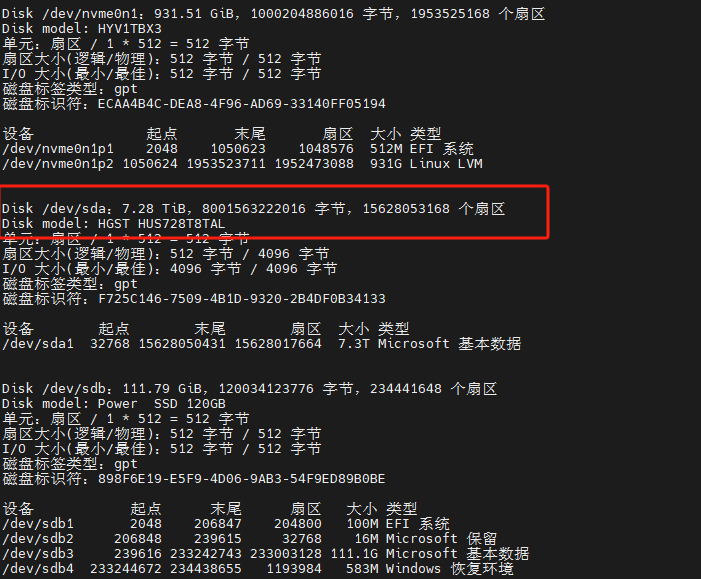 Disk /dev/nvme0n1：931.51 GiB，1000204886016 字节，1953525168 个扇区
Disk model: HYV1TBX3
单元：扇区 / 1 * 512 = 512 字节
扇区大小(逻辑/物理)：512 字节 / 512 字节
I/O 大小(最小/最佳)：512 字节 / 512 字节
磁盘标签类型：gpt
磁盘标识符：ECAA4B4C-DEA8-4F96-AD69-33140FF05194
设备 起点 末尾 扇区 大小 类型
/dev/nvme0n1p1 2048 1050623 1048576 512M EFI 系统
/dev/nvme0n1p2 1050624 1953523711 1952473088 931G Linux LVM
Disk /dev/sda：7.28 TiB，8001563222016 字节，15628053168 个扇区
Disk model: HGST HUS728T8TAL
单元：扇区 / 1 * 512 = 512 字节
扇区大小(逻辑/物理)：512 字节 / 4096 字节
I/O 大小(最小/最佳)：4096 字节 / 4096 字节
磁盘标签类型：gpt
磁盘标识符：F725C146-7509-4B1D-9320-2B4DF0B34133
设备 起点 末尾 扇区 大小 类型
/dev/sda1 32768 15628050431 15628017664 7.3T Microsoft 基本数据
Disk /dev/sdb：111.79 GiB，120034123776 字节，234441648 个扇区
Disk model: Power  SSD 120GB
单元：扇区 / 1 * 512 = 512 字节
扇区大小(逻辑/物理)：512 字节 / 512 字节
I/O 大小(最小/最佳)：512 字节 / 512 字节
磁盘标签类型：gpt
磁盘标识符：898F6E19-E5F9-4D06-9AB3-54F9ED89B0BE
设备 起点 末尾 扇区 大小 类型
/dev/sdb1 2048 206847 204800 100M EFI 系统
/dev/sdb2 206848 239615 32768 16M Microsoft 保留
/dev/sdb3 239616 233242743 233003128 111.1G Microsoft 基本数据
/dev/sdb4 233244672 234438655 1193984 583M Windows 恢复环境